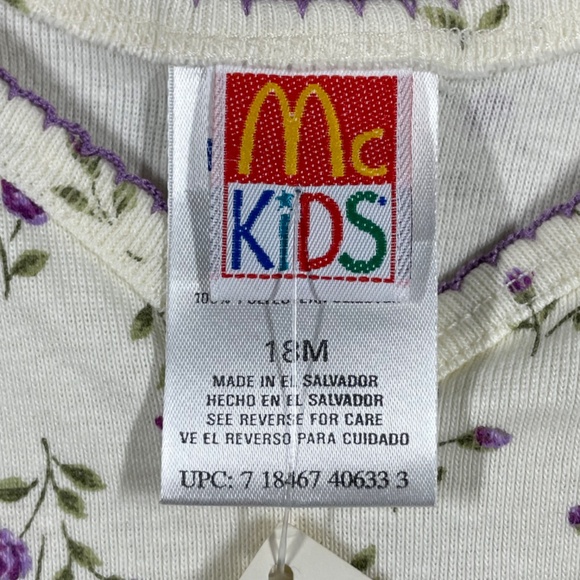 Mc
KiDS
100%
18M
MADE IN EL SALVADOR
HECHO EN EL SALVADOR
SEE REVERSE FOR CARE
VE EL REVERSO PARA CUIDADO
UPC: 7 18467 40633 3